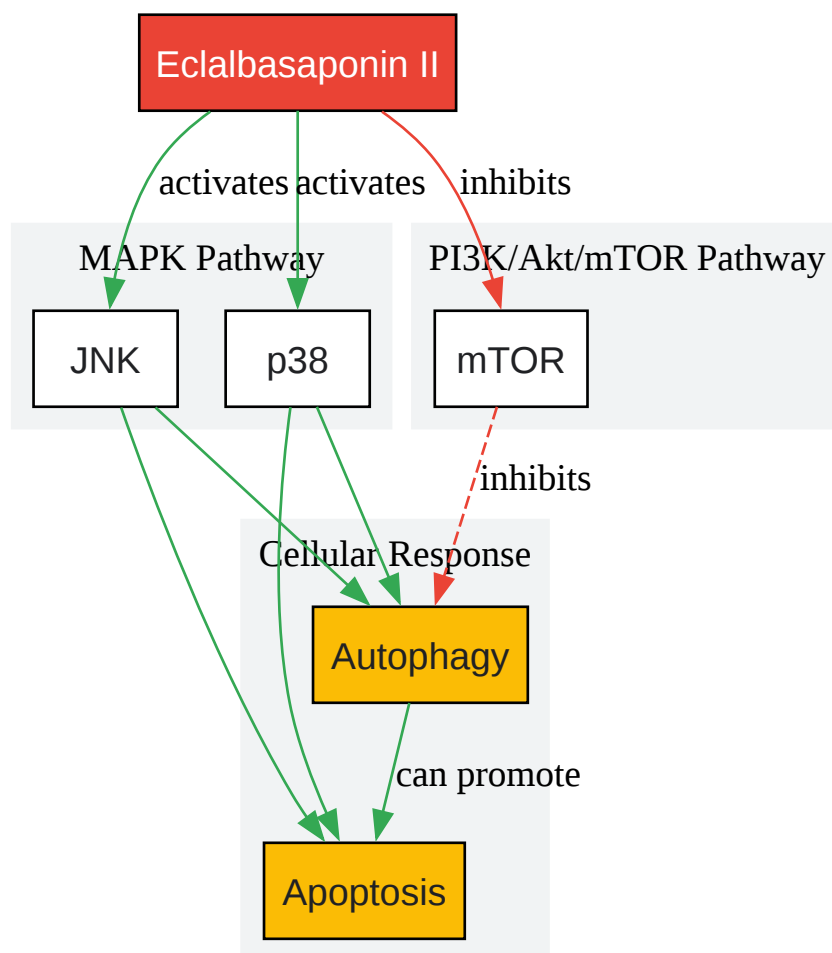 Eclalbasaponin II
activates
activates
inhibits
MAPK Pathway
PI3K/Akt/mTOR Pathway
JNK
p38
mTOR
inhibits
Cellular Response
Autophagy
can promote
Apoptosis